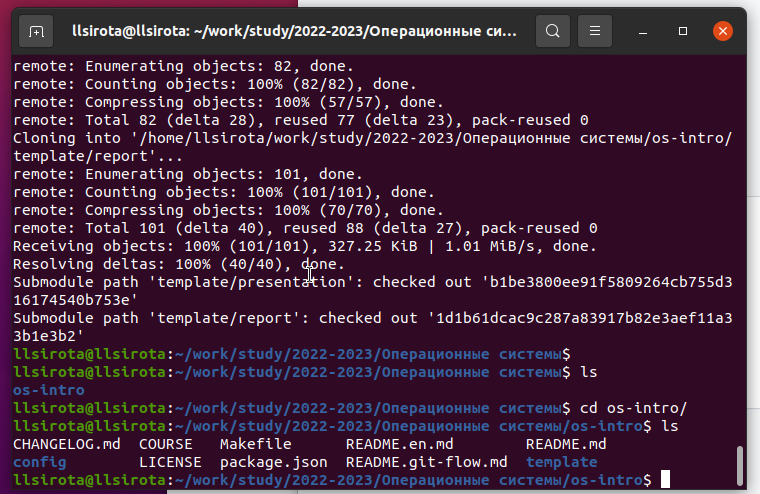 llsirota@llsirota: ~/work/study/2022-2023/Операционные си...
remote: Enumerating objects: 82, done.
remote: Counting objects: 100% (82/82), done.
remote: Compressing objects: 100% (57/57), done.
remote: Total 82 (delta 28), reused 77 (delta 23), pack-reused 0
Cloning into '/home/llsirota/work/study/2022-2023/Операционные системы/os-intro/
template/report'...
remote: Enumerating objects: 101, done.
remote: Counting objects: 100% (101/101), done.
remote: Compressing objects: 100% (70/70), done.
remote: Total 101 (delta 40), reused 88 (delta 27), pack-reused 0
Receiving objects: 100% (101/101), 327.25 KiB | 1.01 MiB/s, done.
Resolving deltas: 100% (40/40), done.
Submodule path 'template/presentation': checked out 'b1be3800ee91f5809264cb755d3
16174540b753e'
Submodule path 'template/report': checked out '1d1b61dcac9c287a83917b82e3aef11a3
3b1e3b2'
llsirota@llsirota:~/work/study/2022-2023/Операционные системы$
llsirota@llsirota:~/work/study/2022-2023/Операционные системы$ ls
os-intro
llsirota@llsirota:~/work/study/2022-2023/Операционные системы$ cd os-intro/
llsirota@llsirota:~/work/study/2022-2023/Операционные системы/os-intro$ ls
CHANGELOG.md  COURSE   Makefile      README.en.md        README.md
config        LICENSE  package.json  README.git-flow.md  template
llsirota@llsirota:~/work/study/2022-2023/Операционные системы/os-intro$